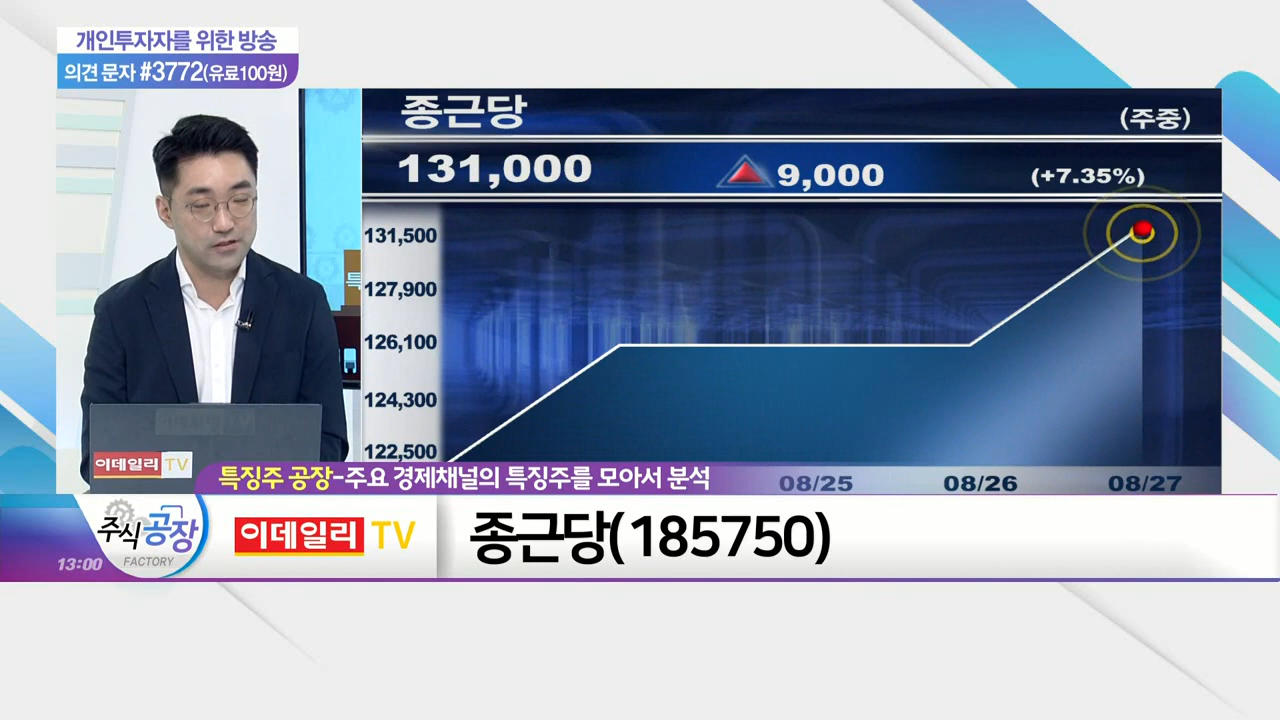 개인투자자를 위한 방송
의견 문자 #3772(유료100원)
종근당
(주중)
131,000
9,000
(+7.35%)
131,500
127,900
126,100
124,300
122,500
특
이데일리 TV
특징주 공장-주요 경제채널의 특징주를 모아서 분석
08/25
08/26
08/27
주식공장
FACTORY
13:00
이데일리 TV
종근당(185750)